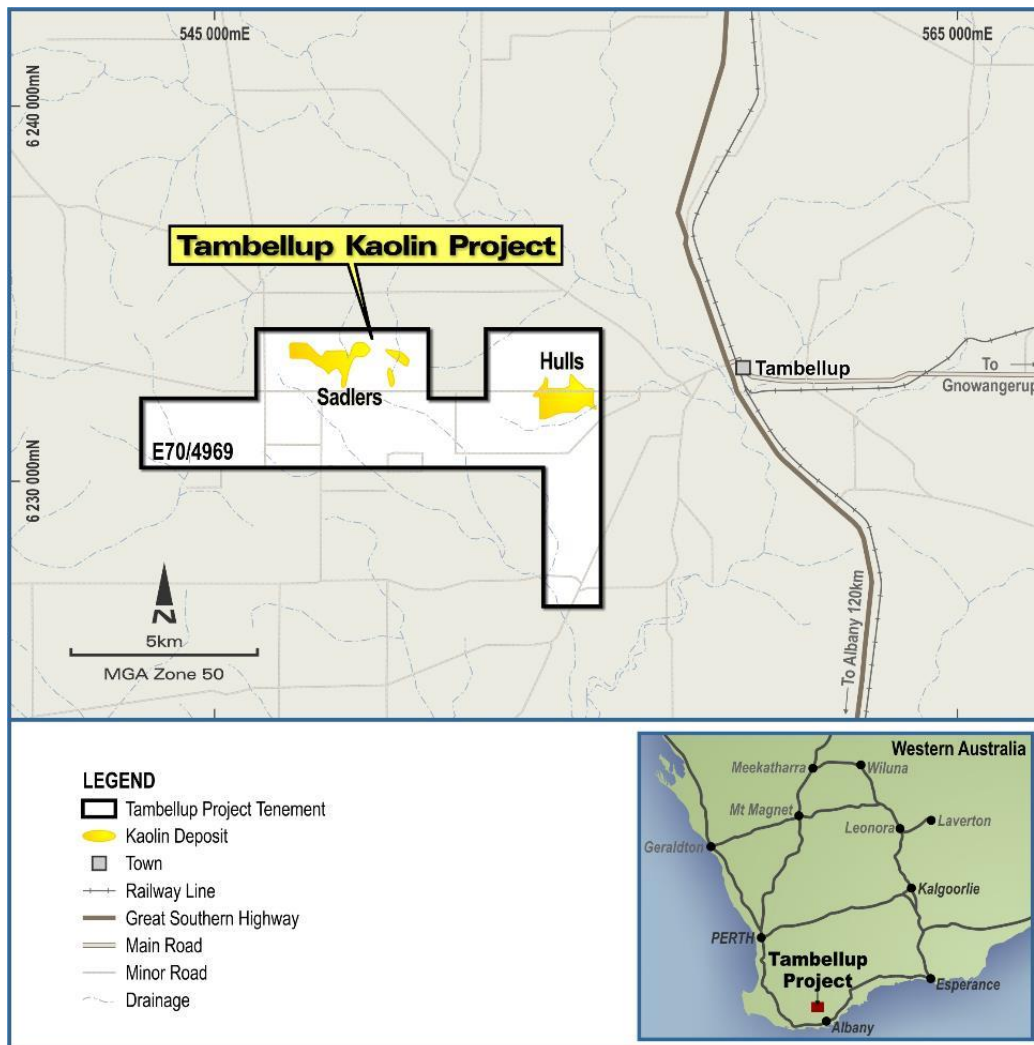 545 000mE
565 000mE
6 240 000mN
Tambellup Kaolin Project
Hulls
Tambellup
To
Gnowangerup
Sadlers
E70/4969
6 230 000mN
N
5km
MGA Zone 50
To Albany 120km
LEGEND
Tambellup Project Tenement
Kaolin Deposit
Town
Railway Line
Great Southern Highway
Main Road
Minor Road
Drainage
Western Australia
Meekatharra
Wiluna
Mt Magnet
Leonora
Laverton
Geraldton
Kalgoorlie
PERTH
Tambellup
Project
Esperance
Albany